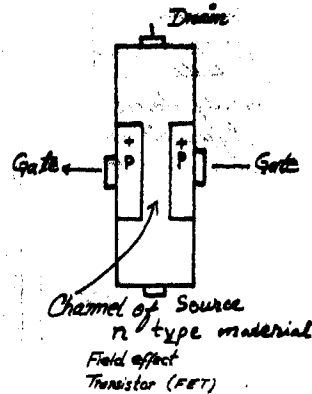 Drain
+ +
P P
Gate Gate
Channel of Source
n type material
Field effect
Transistor (FET)